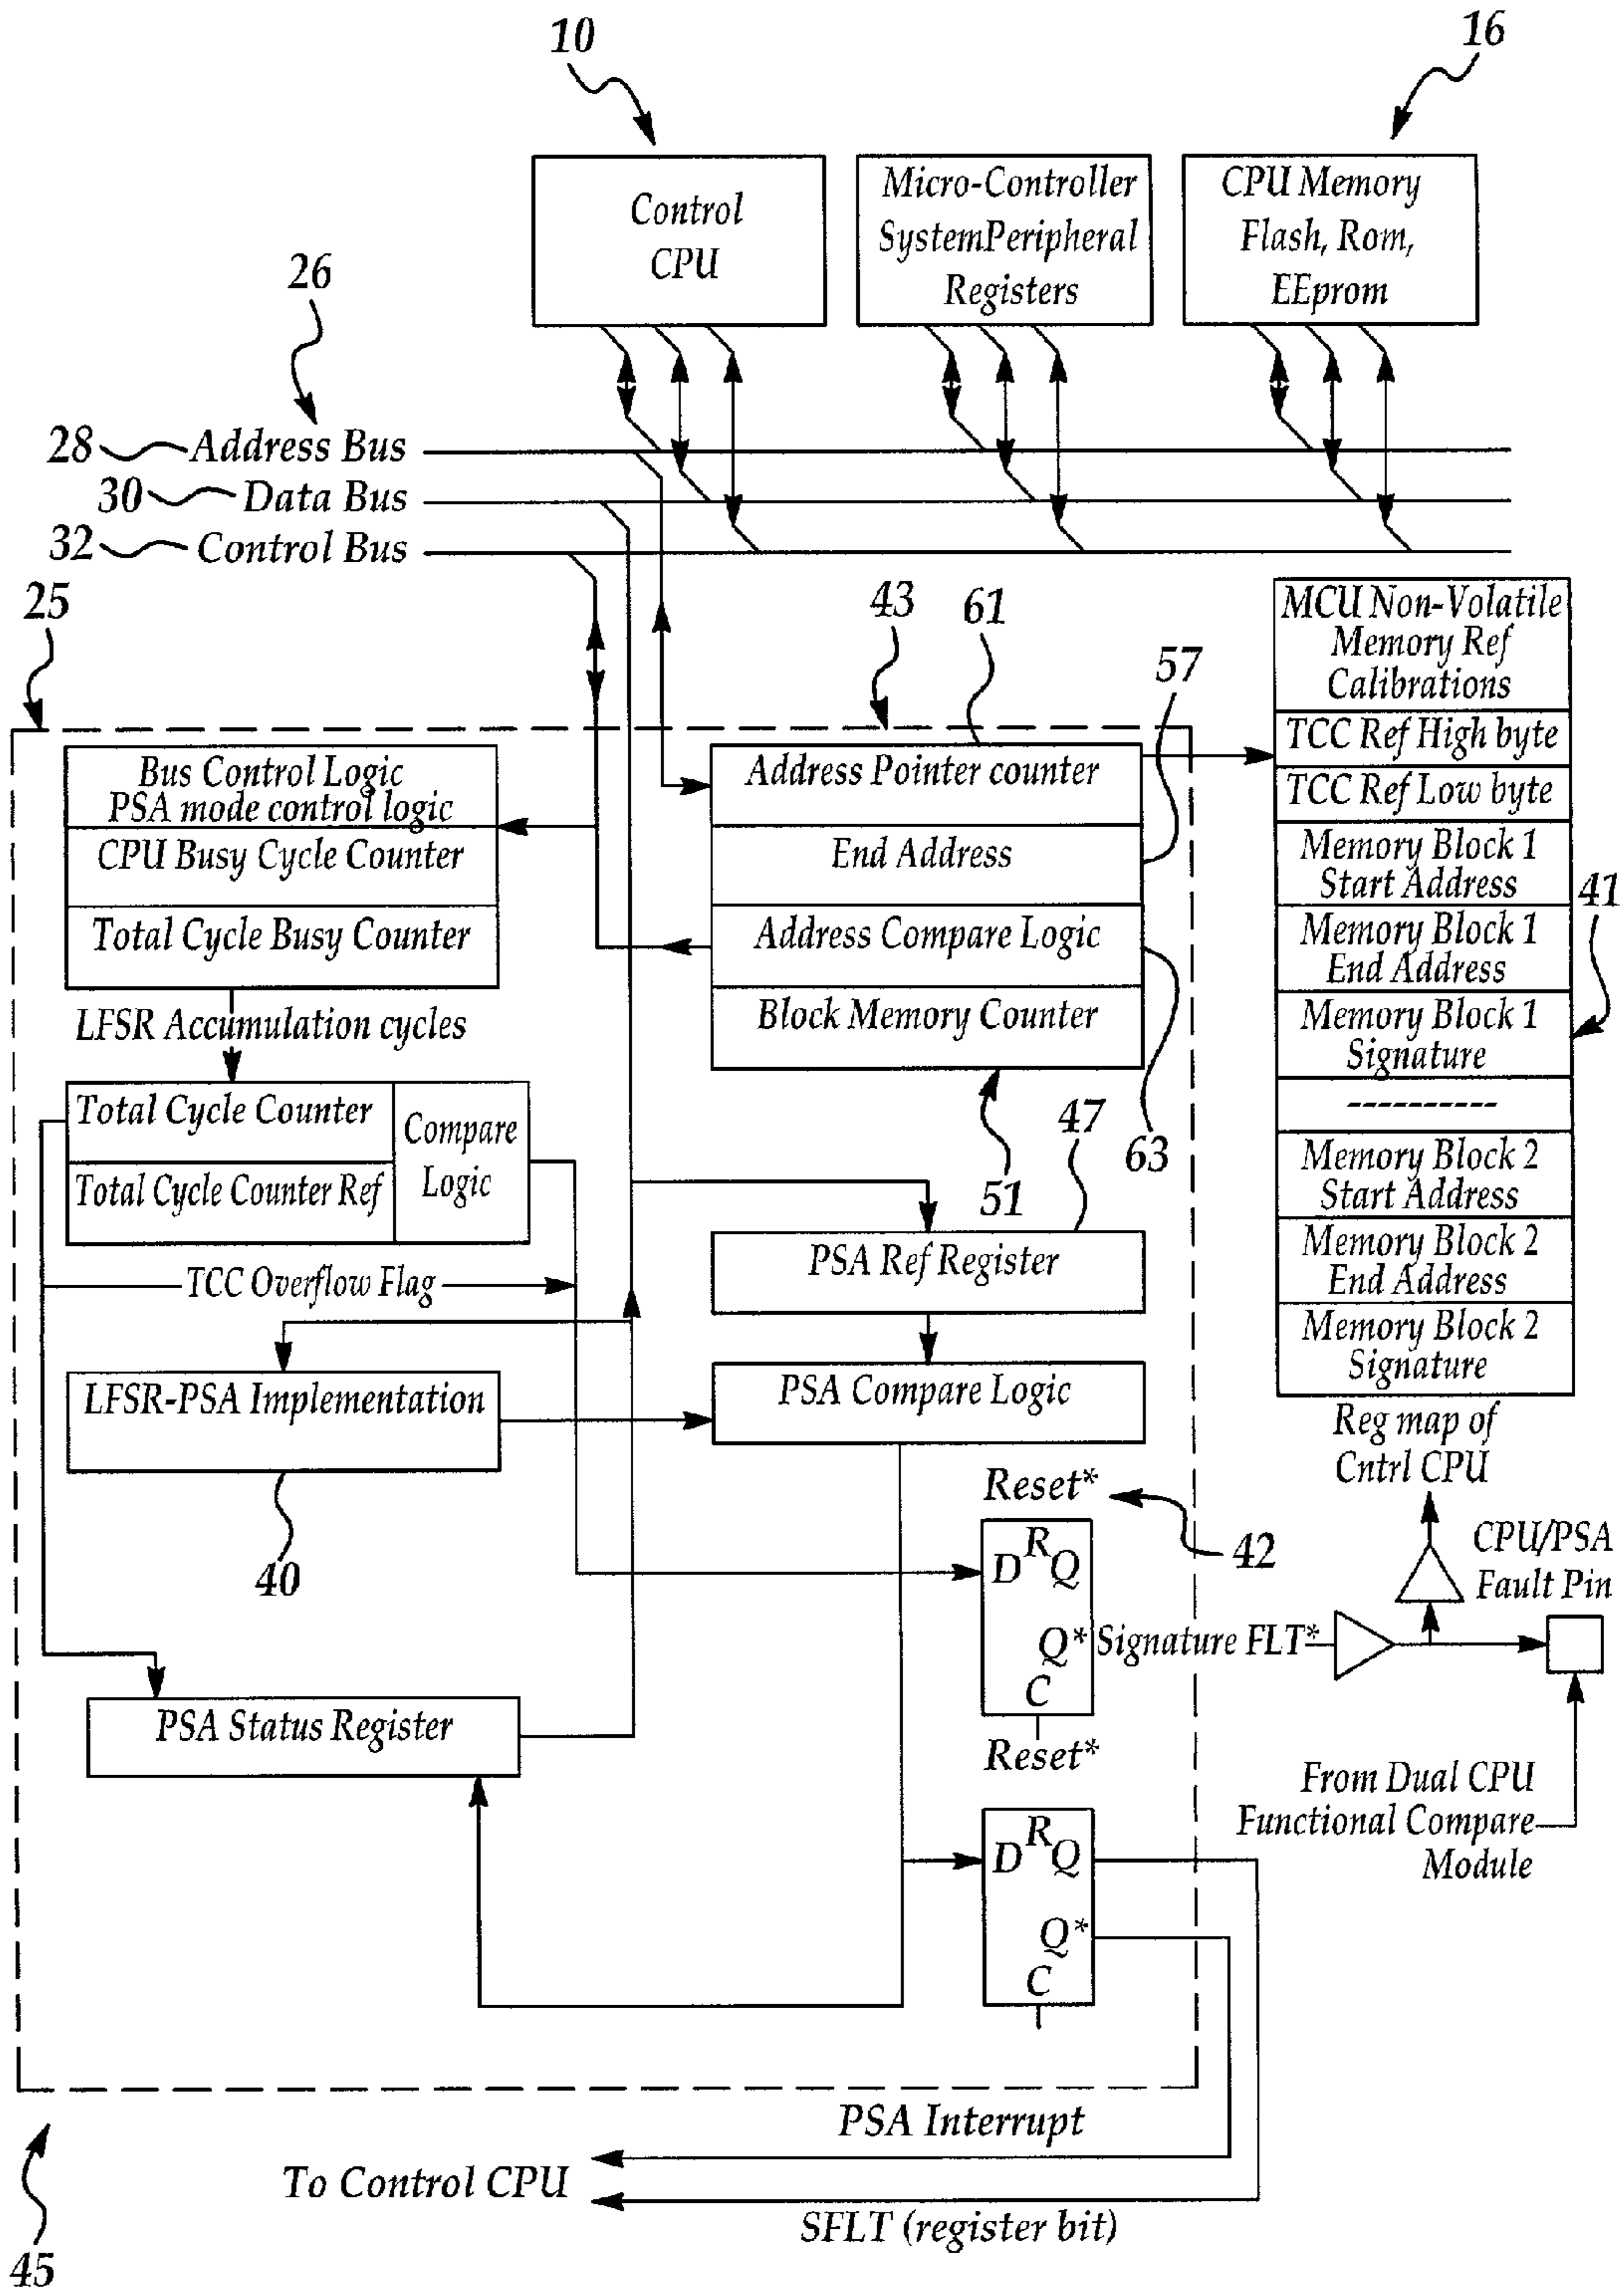 10
16
Control
CPU
Micro-Controller
SystemPeripheral
Registers
CPU Memory
Flash, Rom,
EEprom
26
28 Address Bus
30 Data Bus
32 Control Bus
25
43
61
57
MCU Non-Volatile
Memory Ref
Calibrations
TCC Ref High byte
TCC Ref Low byte
Memory Block 1
Start Address
Memory Block 1
End Address
Memory Block 1
Signature
----------
Memory Block 2
Start Address
Memory Block 2
End Address
Memory Block 2
Signature
41
Reg map of
Cntrl CPU
Bus Control Logic
PSA mode control logic
CPU Busy Cycle Counter
Total Cycle Busy Counter
Address Pointer counter
End Address
Address Compare Logic
Block Memory Counter
63
51
47
LFSR Accumulation cycles
Total Cycle Counter
Total Cycle Counter Ref
Compare
Logic
TCC Overflow Flag
PSA Ref Register
PSA Compare Logic
LFSR-PSA Implementation
40
Reset*
42
D R Q
Q*
C
Reset*
Signature FLT*
CPU/PSA
Fault Pin
From Dual CPU
Functional Compare
Module
PSA Status Register
D R Q
Q*
C
PSA Interrupt
To Control CPU
SFLT (register bit)
45